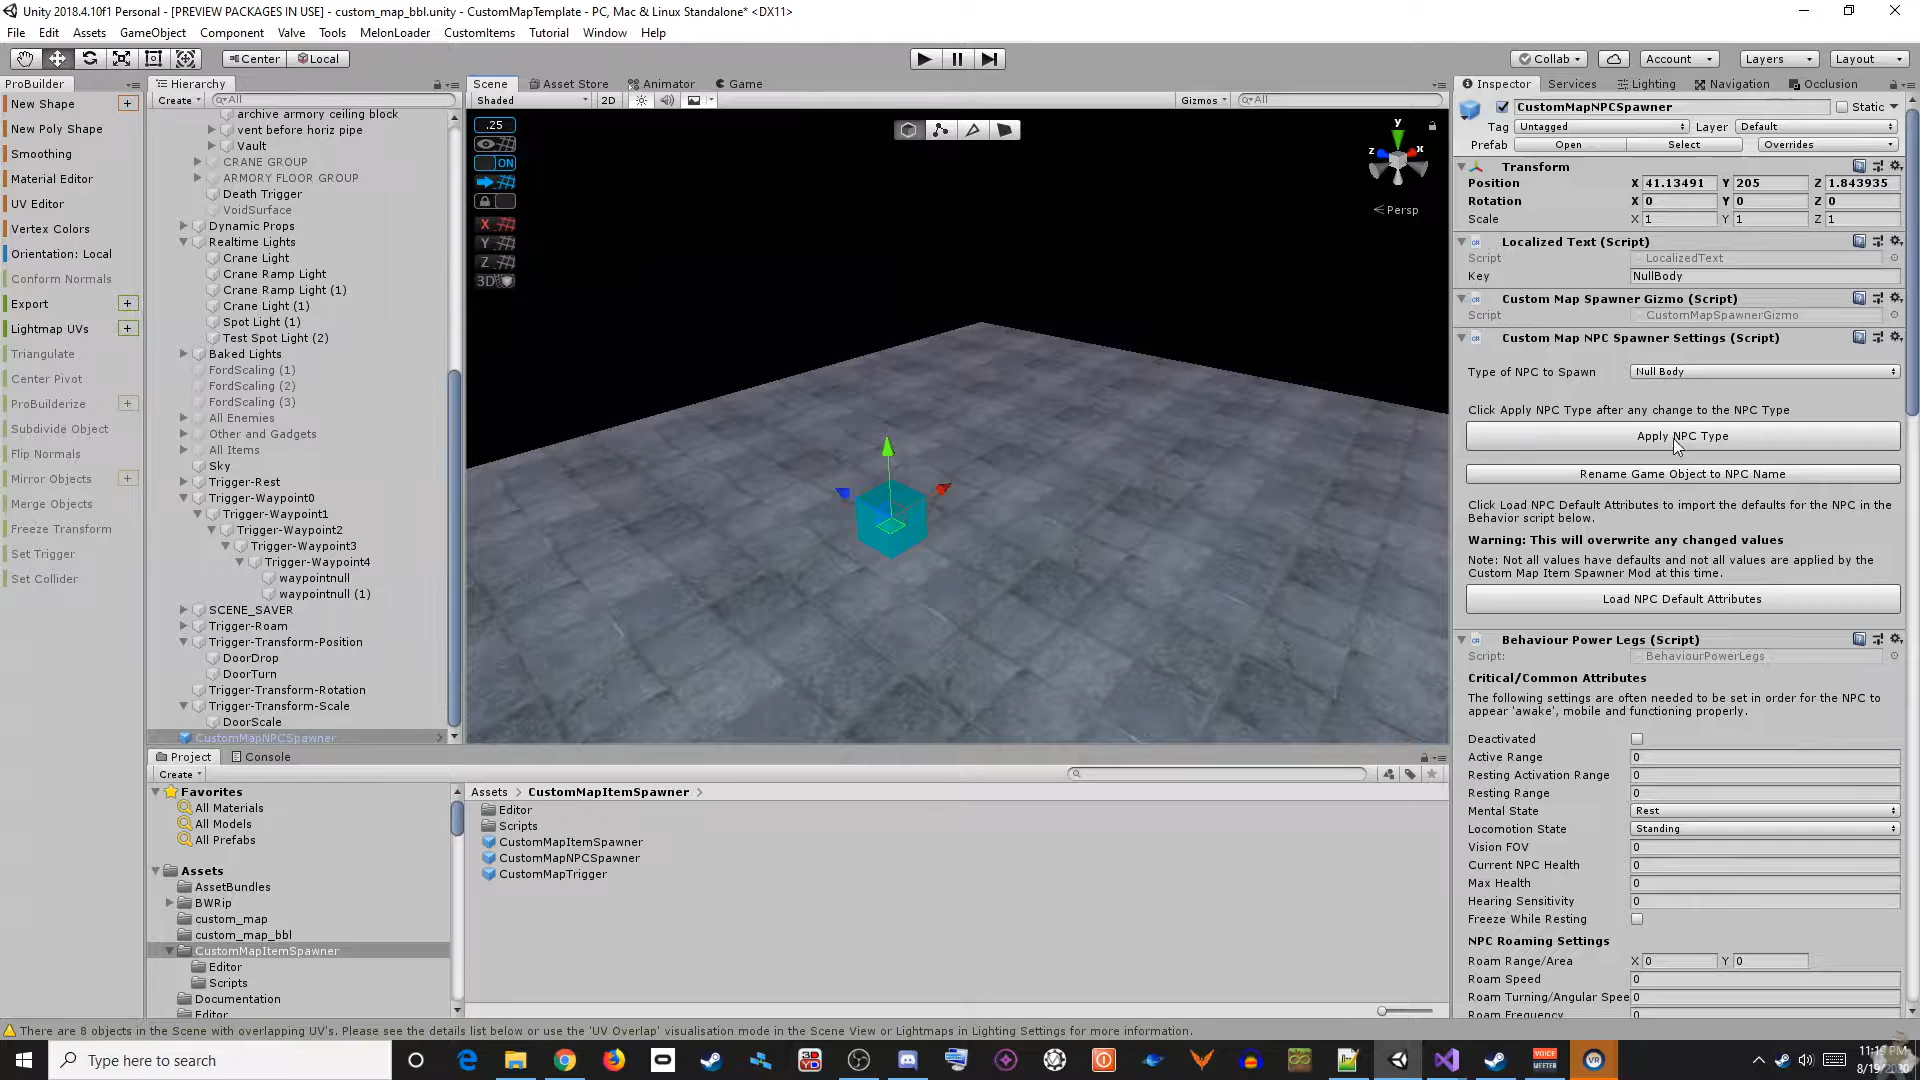 Unity 2018.4.10f1 Personal - [PREVIEW PACKAGES IN USE] - custom_map_bbl.unity - CustomMapTemplate - PC, Mac & Linux Standalone* <DX11>
File Edit Assets GameObject Component Valve Tools MelonLoader CustomItems Tutorial Window Help
Center Local Collab Account Layers Layout
ProBuilder
New Shape +
New Poly Shape
Smoothing
Material Editor
UV Editor
Vertex Colors
Orientation: Local
Conform Normals
Export +
Lightmap UVs +
Triangulate
Center Pivot
ProBuilderize +
Subdivide Object
Flip Normals
Mirror Objects +
Merge Objects
Freeze Transform
Set Trigger
Set Collider
Hierarchy
Create All
archive armory ceiling block
vent before horiz pipe
Vault
CRANE GROUP
ARMORY FLOOR GROUP
Death Trigger
VoidSurface
Dynamic Props
Realtime Lights
Crane Light
Crane Ramp Light
Crane Ramp Light (1)
Crane Light (1)
Spot Light (1)
Test Spot Light (2)
Baked Lights
FordScaling (1)
FordScaling (2)
FordScaling (3)
All Enemies
Other and Gadgets
All Items
Sky
Trigger-Rest
Trigger-Waypoint0
Trigger-Waypoint1
Trigger-Waypoint2
Trigger-Waypoint3
Trigger-Waypoint4
waypointnull
waypointnull (1)
SCENE_SAVER
Trigger-Roam
Trigger-Transform-Position
DoorDrop
DoorTurn
Trigger-Transform-Rotation
Trigger-Transform-Scale
DoorScale
CustomMapNPCSpawner
Scene Asset Store Animator Game
Shaded 2D Gizmos All
.25
ON
X
Y
Z
3D
y
z x
Persp
Project Console
Create
Favorites
All Materials
All Models
All Prefabs
Assets
AssetBundles
BWRip
custom_map
custom_map_bbl
CustomMapItemSpawner
Editor
Scripts
Documentation
Editor
Assets > CustomMapItemSpawner >
Editor
Scripts
CustomMapItemSpawner
CustomMapNPCSpawner
CustomMapTrigger
Inspector Services Lighting Navigation Occlusion
CustomMapNPCSpawner Static
Tag Untagged Layer Default
Prefab Open Select Overrides
Transform
Position X 41.13491 Y 205 Z 1.843935
Rotation X 0 Y 0 Z 0
Scale X 1 Y 1 Z 1
Localized Text (Script)
Script LocalizedText
Key NullBody
Custom Map Spawner Gizmo (Script)
Script CustomMapSpawnerGizmo
Custom Map NPC Spawner Settings (Script)
Type of NPC to Spawn Null Body
Click Apply NPC Type after any change to the NPC Type
Apply NPC Type
Rename Game Object to NPC Name
Click Load NPC Default Attributes to import the defaults for the NPC in the
Behavior script below.
Warning: This will overwrite any changed values
Note: Not all values have defaults and not all values are applied by the
Custom Map Item Spawner Mod at this time.
Load NPC Default Attributes
Behaviour Power Legs (Script)
Script: BehaviourPowerLegs
Critical/Common Attributes
The following settings are often needed to be set in order for the NPC to
appear 'awake', mobile and functioning properly.
Deactivated
Active Range 0
Resting Activation Range 0
Resting Range 0
Mental State Rest
Locomotion State Standing
Vision FOV 0
Current NPC Health 0
Max Health 0
Hearing Sensitivity 0
Freeze While Resting
NPC Roaming Settings
Roam Range/Area X 0 Y 0
Roam Speed 0
Roam Turning/Angular Spee 0
Roam Frequency 0
There are 8 objects in the Scene with overlapping UV's. Please see the details list below or use the 'UV Overlap' visualisation mode in the Scene View or Lightmaps in Lighting Settings for more information.
Type here to search
VOICE
MEETER
VR
11:19 PM
8/19/2020